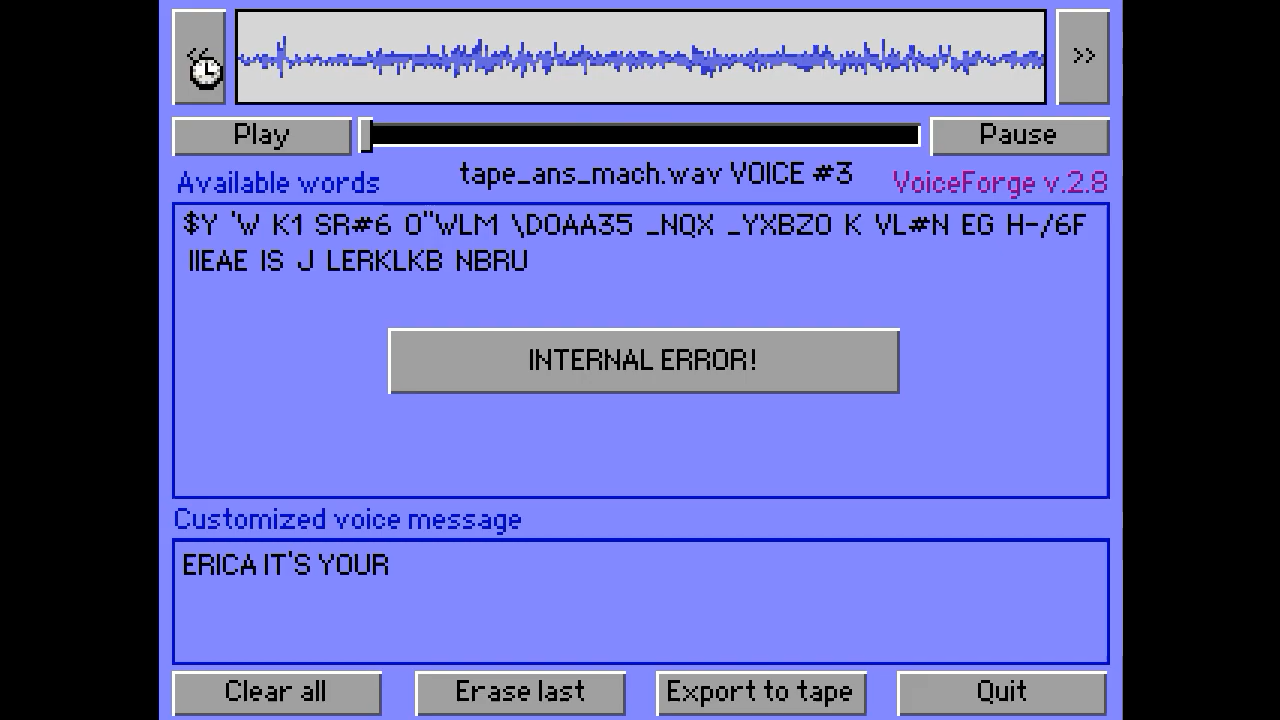 <<
>>
Play
Pause
tape_ans_mach.wav VOICE #3
Available words
VoiceForge v.2.8
$Y 'W K1 SR#6 O"WLM \DOAA35 _NQX _YXBZO K VL#N EG H-/6F
IIEAE IS J LERKLKB NBRU
INTERNAL ERROR!
Customized voice message
ERICA IT'S YOUR
Clear all
Erase last
Export to tape
Quit